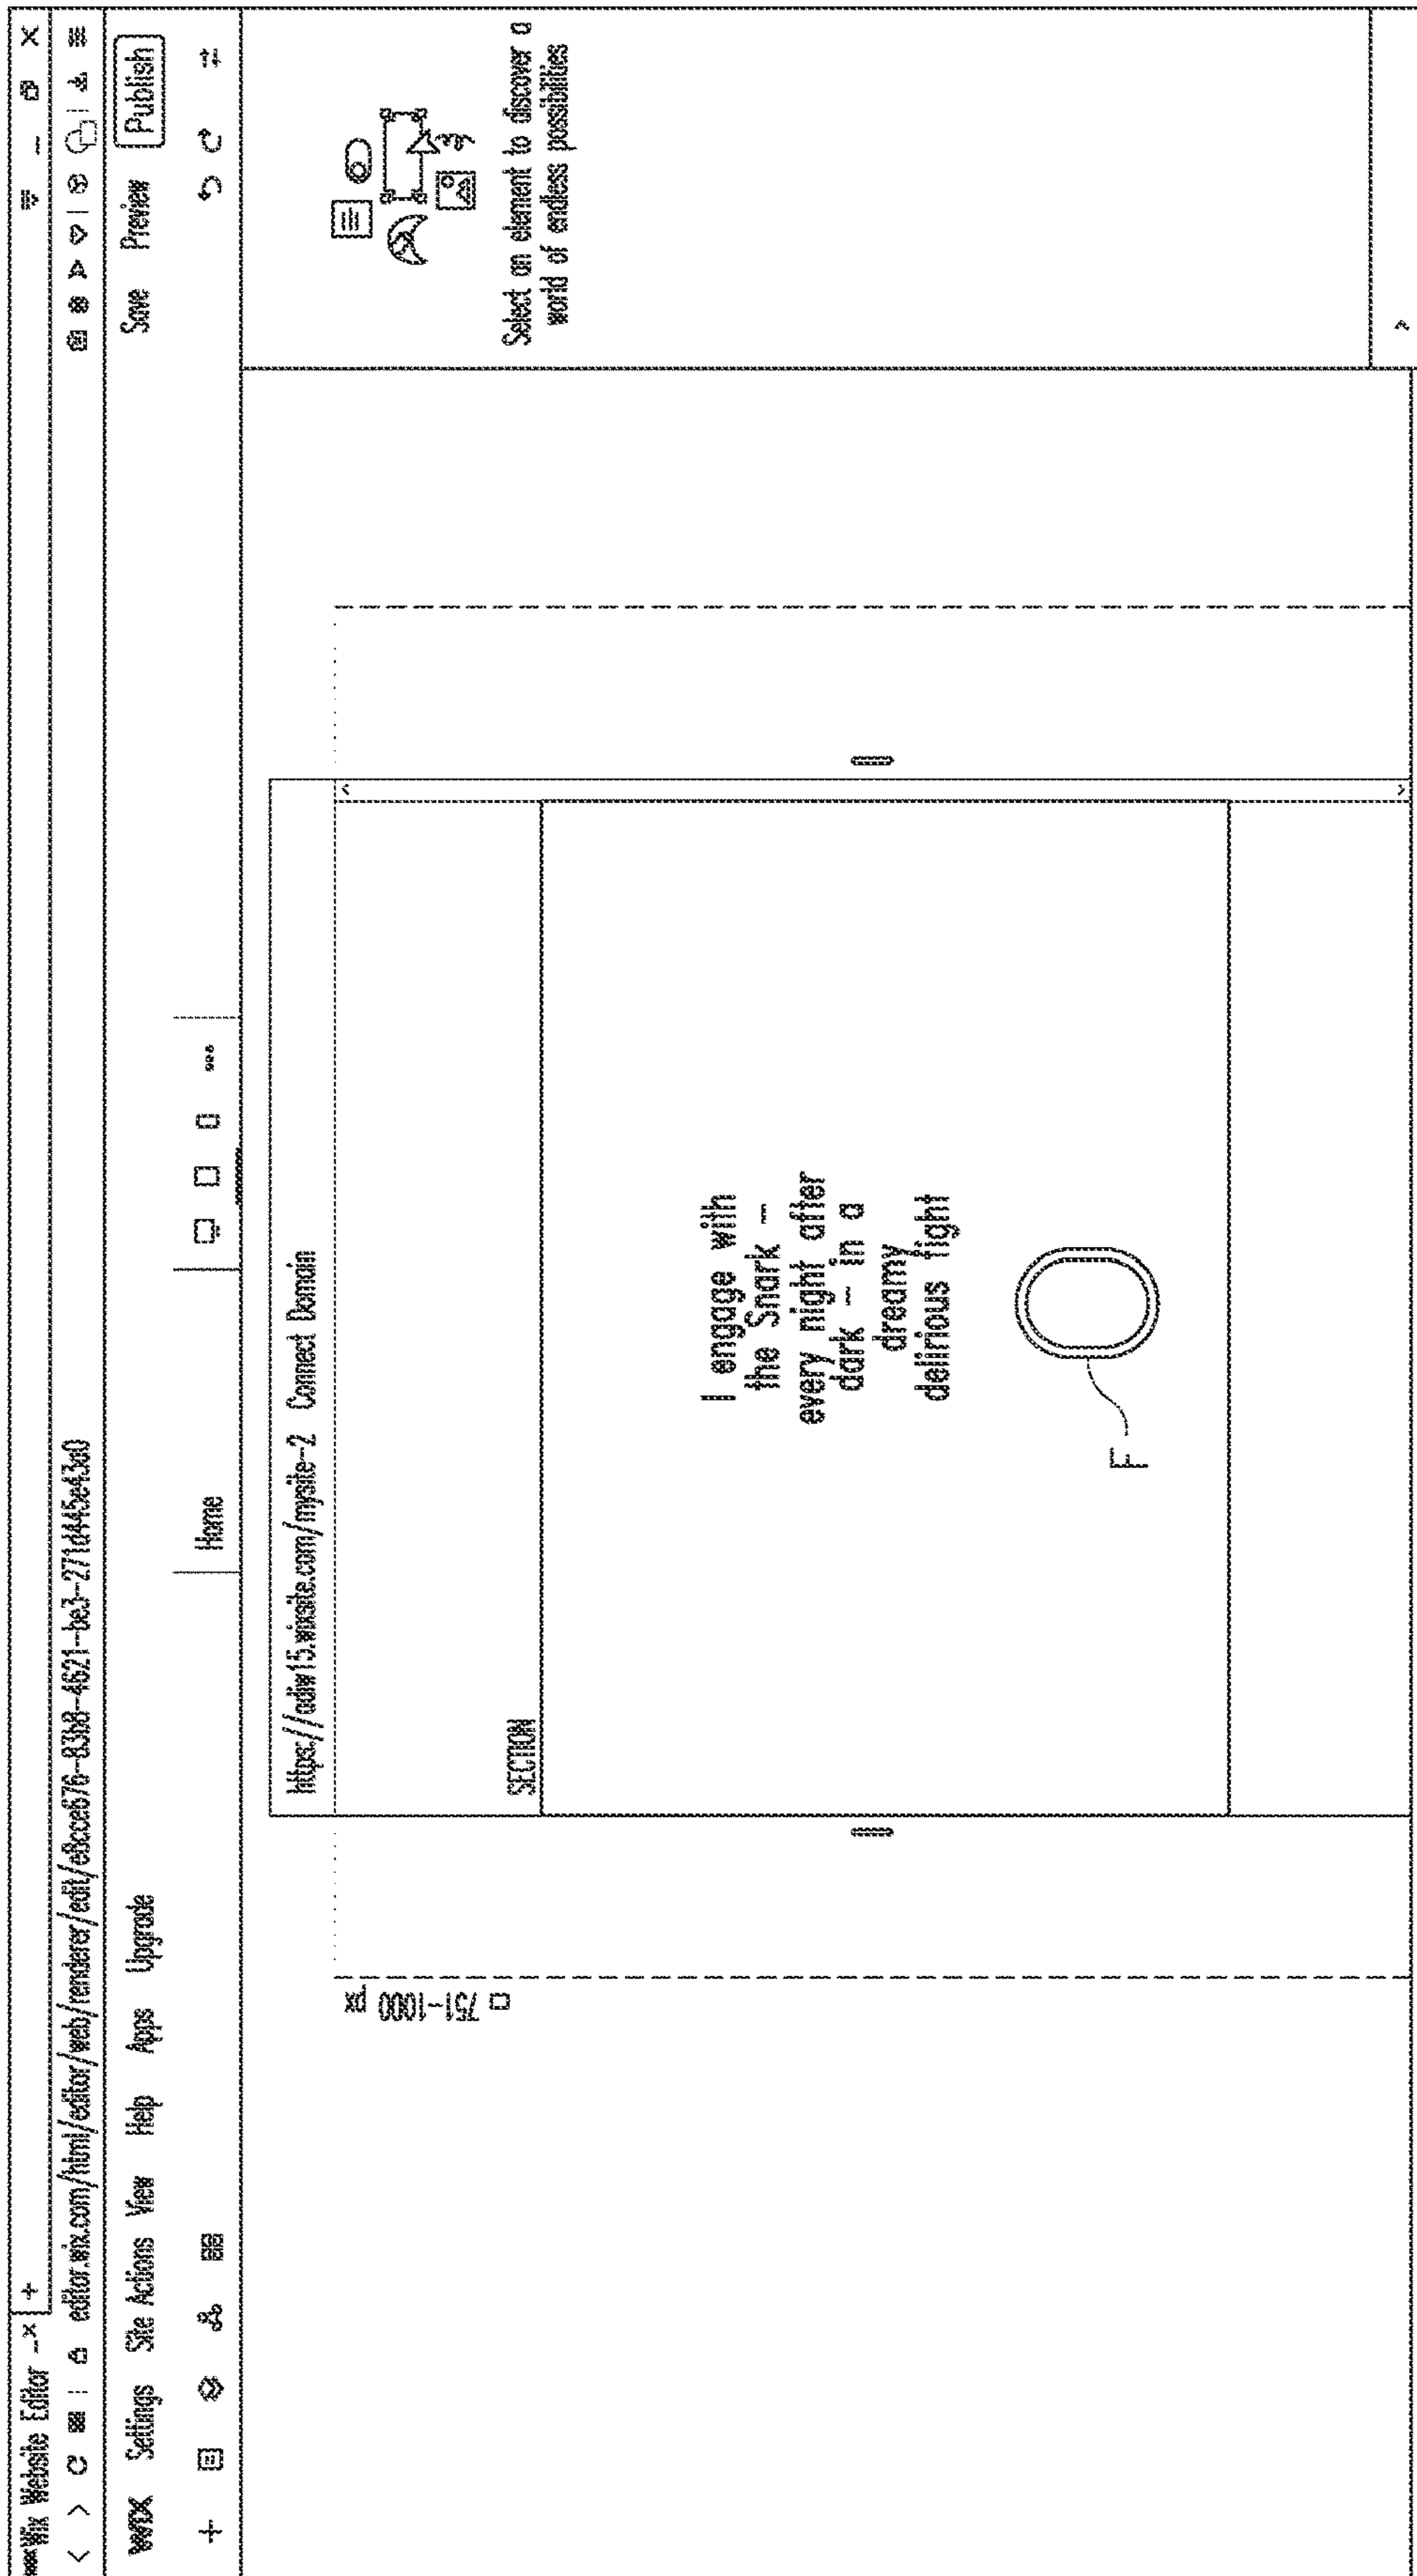 Wix Website Editor
editor.wix.com/html/editor/web/renderer/edit/e8cce676-83b8-4621-be3-271d445e43a0
WIX Settings Site Actions View Help Apps Upgrade Save Preview Publish
Home
https://adiw15.wixsite.com/mysite-2 Connect Domain
751-1000 px
SECTION
I engage with
the Snark --
every night after
dark -- in a
dreamy
delirious fight
F
Select an element to discover a
world of endless possibilities